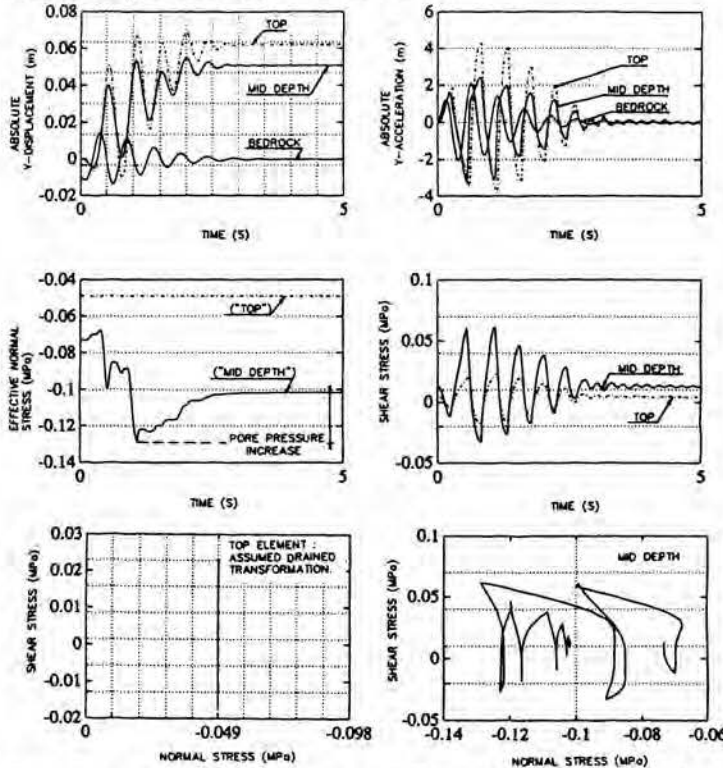 ABSOLUTE
Y-DISPLACEMENT (m)
0.08
0.06
0.04
0.02
0
-0.02
TOP
MID DEPTH
BEDROCK
0
5
TIME (S)
ABSOLUTE
Y-ACCELERATION (m)
6
4
2
0
-2
-4
TOP
MID DEPTH
BEDROCK
0
5
TIME (S)
EFFECTIVE NORMAL
STRESS (MPa)
-0.04
-0.06
-0.08
-0.1
-0.12
-0.14
("TOP")
("MID DEPTH")
PORE PRESSURE
INCREASE
0
5
TIME (S)
SHEAR STRESS (MPa)
0.1
0.05
0
-0.05
MID DEPTH
TOP
0
5
TIME (S)
SHEAR STRESS (MPa)
0.03
0.02
0.01
0
-0.01
-0.02
TOP ELEMENT :
ASSUMED DRAINED
TRANSFORMATION.
0
-0.049
-0.098
NORMAL STRESS (MPa)
SHEAR STRESS (MPa)
0.1
0.05
0
-0.05
MID DEPTH
-0.14
-0.12
-0.1
-0.08
-0.06
NORMAL STRESS (MPa)